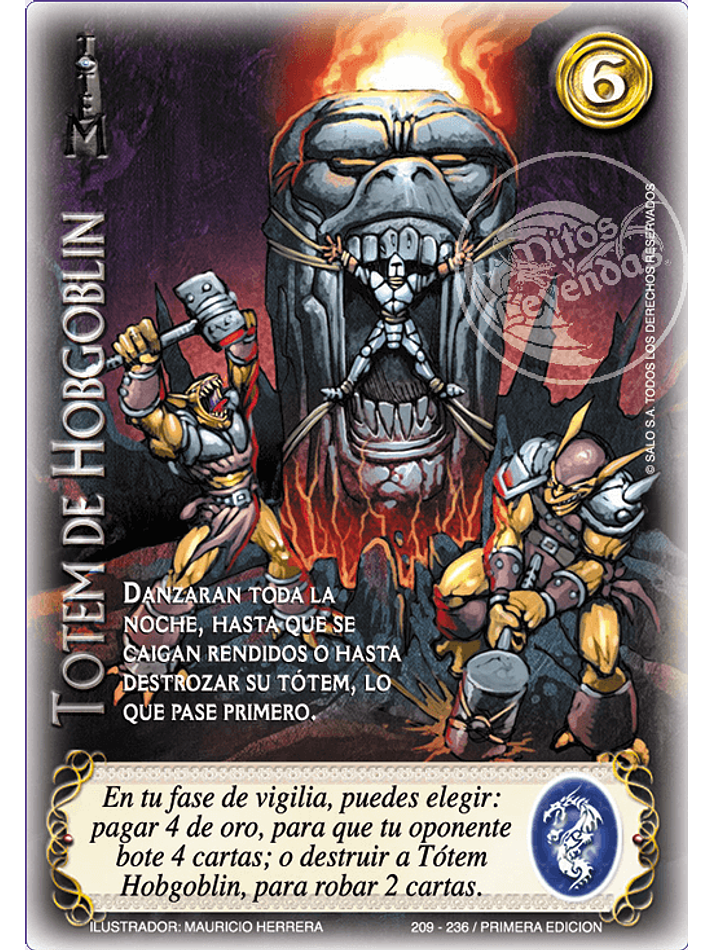 TOTEM
6
TOTEM DE HOBGOBLIN
Mitos
y
Leyendas
© SALO S.A. TODOS LOS DERECHOS RESERVADOS
DANZARAN TODA LA
NOCHE, HASTA QUE SE
CAIGAN RENDIDOS O HASTA
DESTROZAR SU TÓTEM, LO
QUE PASE PRIMERO.
En tu fase de vigilia, puedes elegir:
pagar 4 de oro, para que tu oponente
bote 4 cartas; o destruir a Tótem
Hobgoblin, para robar 2 cartas.
ILUSTRADOR: MAURICIO HERRERA
209 - 236 / PRIMERA EDICION